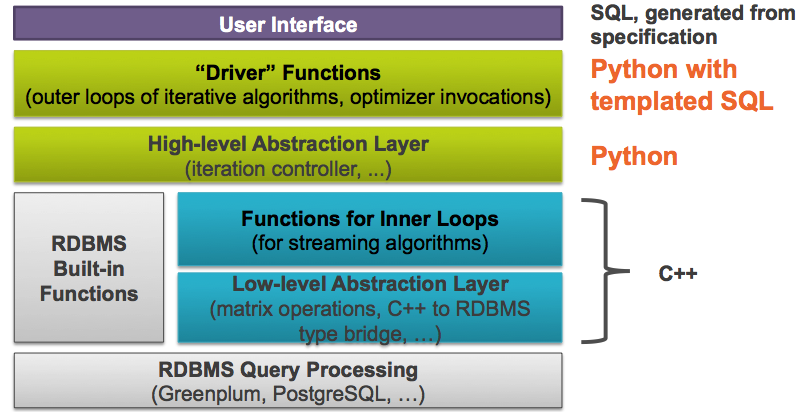 User Interface
SQL, generated from
specification
“Driver” Functions
(outer loops of iterative algorithms, optimizer invocations)
Python with
templated SQL
High-level Abstraction Layer
(iteration controller, ...)
Python
RDBMS
Built-in
Functions
Functions for Inner Loops
(for streaming algorithms)
Low-level Abstraction Layer
(matrix operations, C++ to RDBMS
type bridge, …)
C++
RDBMS Query Processing
(Greenplum, PostgreSQL, …)